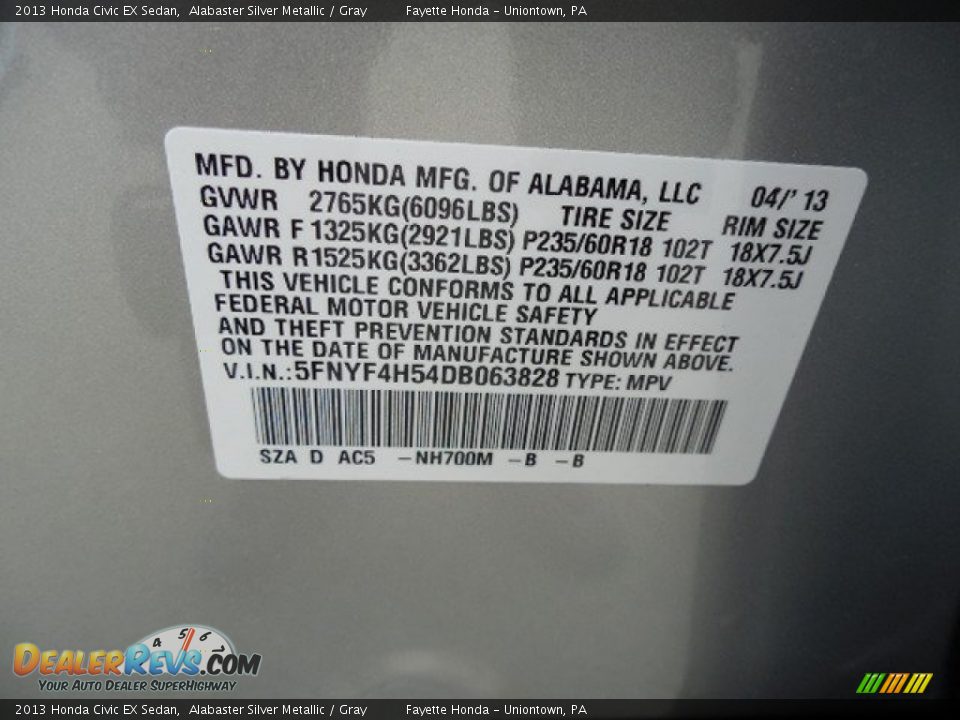 2013 Honda Civic EX Sedan, Alabaster Silver Metallic / Gray Fayette Honda - Uniontown, PA
MFD. BY HONDA MFG. OF ALABAMA, LLC 04/' 13
GVWR 2765KG(6096LBS) TIRE SIZE RIM SIZE
GAWR F 1325KG(2921LBS) P235/60R18 102T 18X7.5J
GAWR R1525KG(3362LBS) P235/60R18 102T 18X7.5J
THIS VEHICLE CONFORMS TO ALL APPLICABLE
FEDERAL MOTOR VEHICLE SAFETY
AND THEFT PREVENTION STANDARDS IN EFFECT
ON THE DATE OF MANUFACTURE SHOWN ABOVE.
V.I.N.:5FNYF4H54DB063828 TYPE: MPV
SZA D AC5 -NH700M -B -B
4 5 6
DEALERREVS.COM
YOUR AUTO DEALER SUPERHIGHWAY
2013 Honda Civic EX Sedan, Alabaster Silver Metallic / Gray Fayette Honda - Uniontown, PA